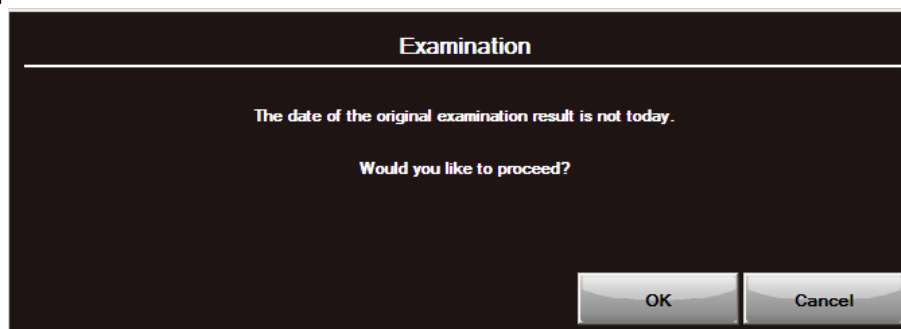 Examination
The date of the original examination result is not today.
Would you like to proceed?
OK
Cancel